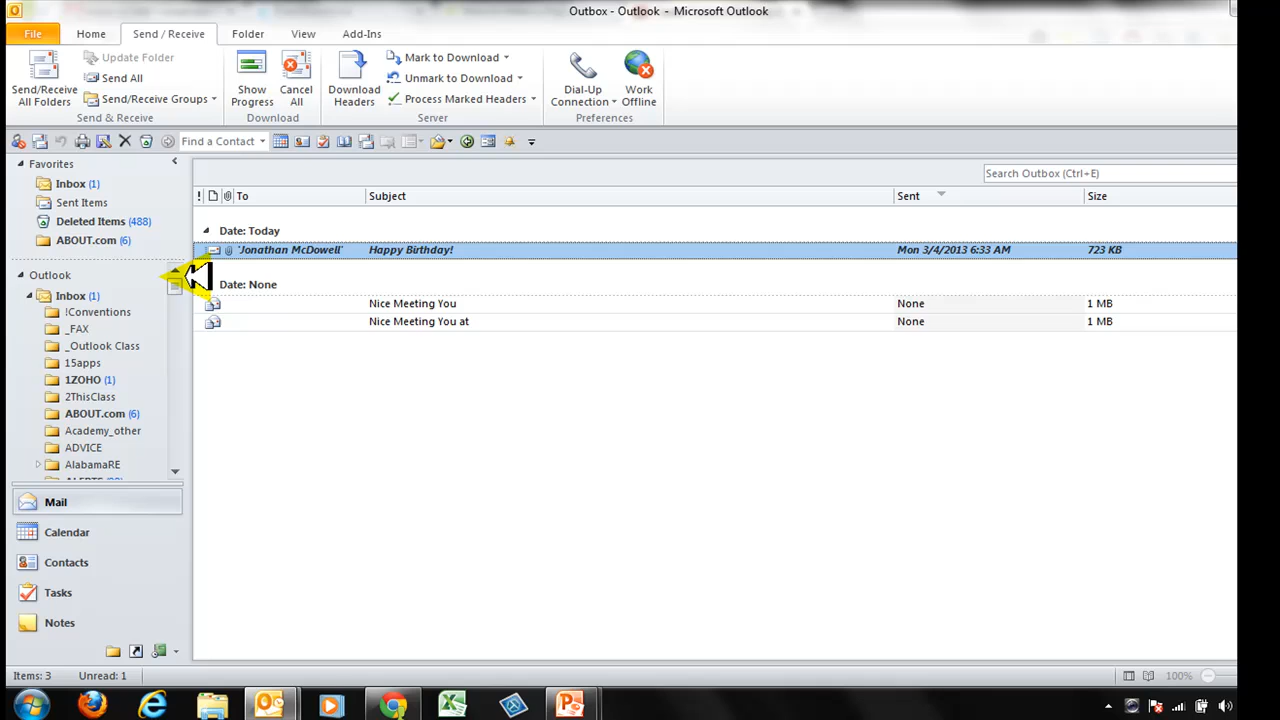 Outbox - Outlook - Microsoft Outlook
File Home Send / Receive Folder View Add-Ins
Send/Receive All Folders
Update Folder
Send All
Send/Receive Groups
Send & Receive
Show Progress
Cancel All
Download
Download Headers
Mark to Download
Unmark to Download
Process Marked Headers
Server
Dial-Up Connection
Work Offline
Preferences
Find a Contact
Favorites
Inbox (1)
Sent Items
Deleted Items (488)
ABOUT.com (6)
Outlook
Inbox (1)
!Conventions
_FAX
_Outlook Class
15apps
1ZOHO (1)
2ThisClass
ABOUT.com (6)
Academy_other
ADVICE
AlabamaRE
Mail
Calendar
Contacts
Tasks
Notes
Search Outbox (Ctrl+E)
! To Subject Sent Size
Date: Today
'Jonathan McDowell' Happy Birthday! Mon 3/4/2013 6:33 AM 723 KB
Date: None
Nice Meeting You None 1 MB
Nice Meeting You at None 1 MB
Items: 3 Unread: 1 100%